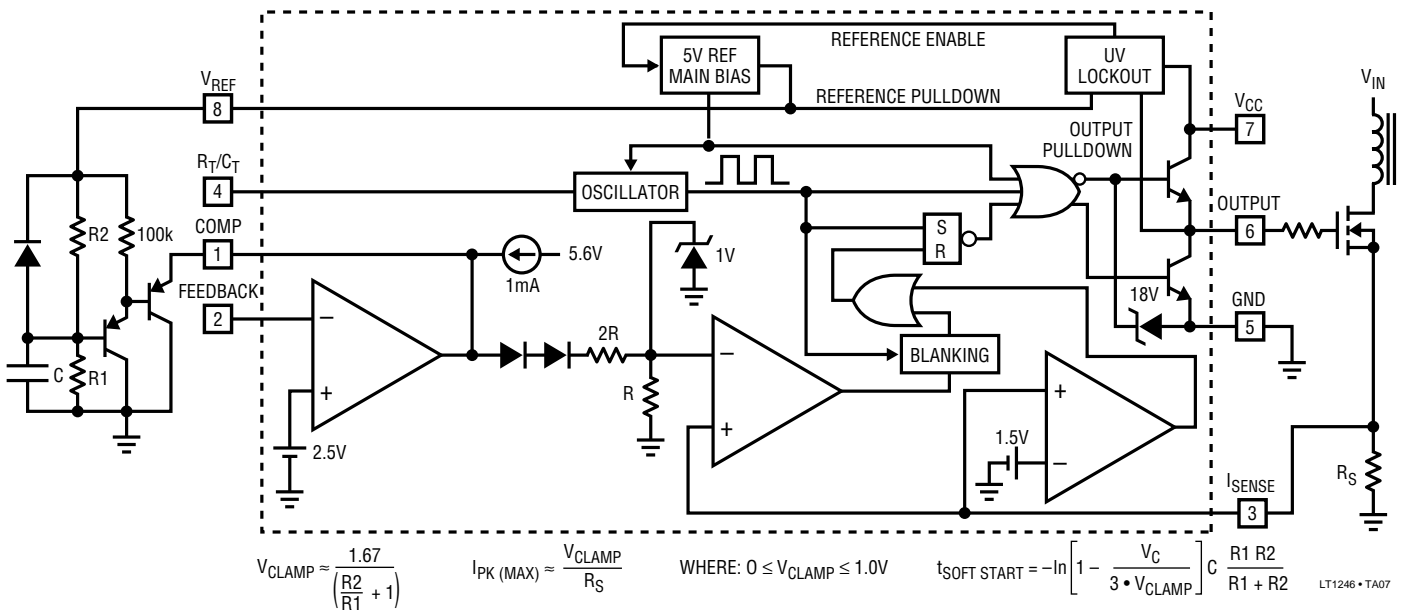 REFERENCE ENABLE
5V REF
MAIN BIAS
UV
LOCKOUT
V_REF
8
REFERENCE PULLDOWN
V_IN
V_CC
7
OUTPUT
PULLDOWN
R_T/C_T
4
OSCILLATOR
COMP
1
R2
100k
5.6V
1mA
1V
S
R
OUTPUT
6
FEEDBACK
2
−
+
2.5V
2R
R
−
+
BLANKING
18V
GND
5
C
R1
+
−
1.5V
I_SENSE
3
R_S
V_CLAMP ≈ 1.67 / (R2/R1 + 1)
I_PK (MAX) ≈ V_CLAMP / R_S
WHERE: O ≤ V_CLAMP ≤ 1.0V
t_SOFT START = −ln [1 − V_C / 3 • V_CLAMP] C R1 R2 / R1 + R2
LT1246 • TA07